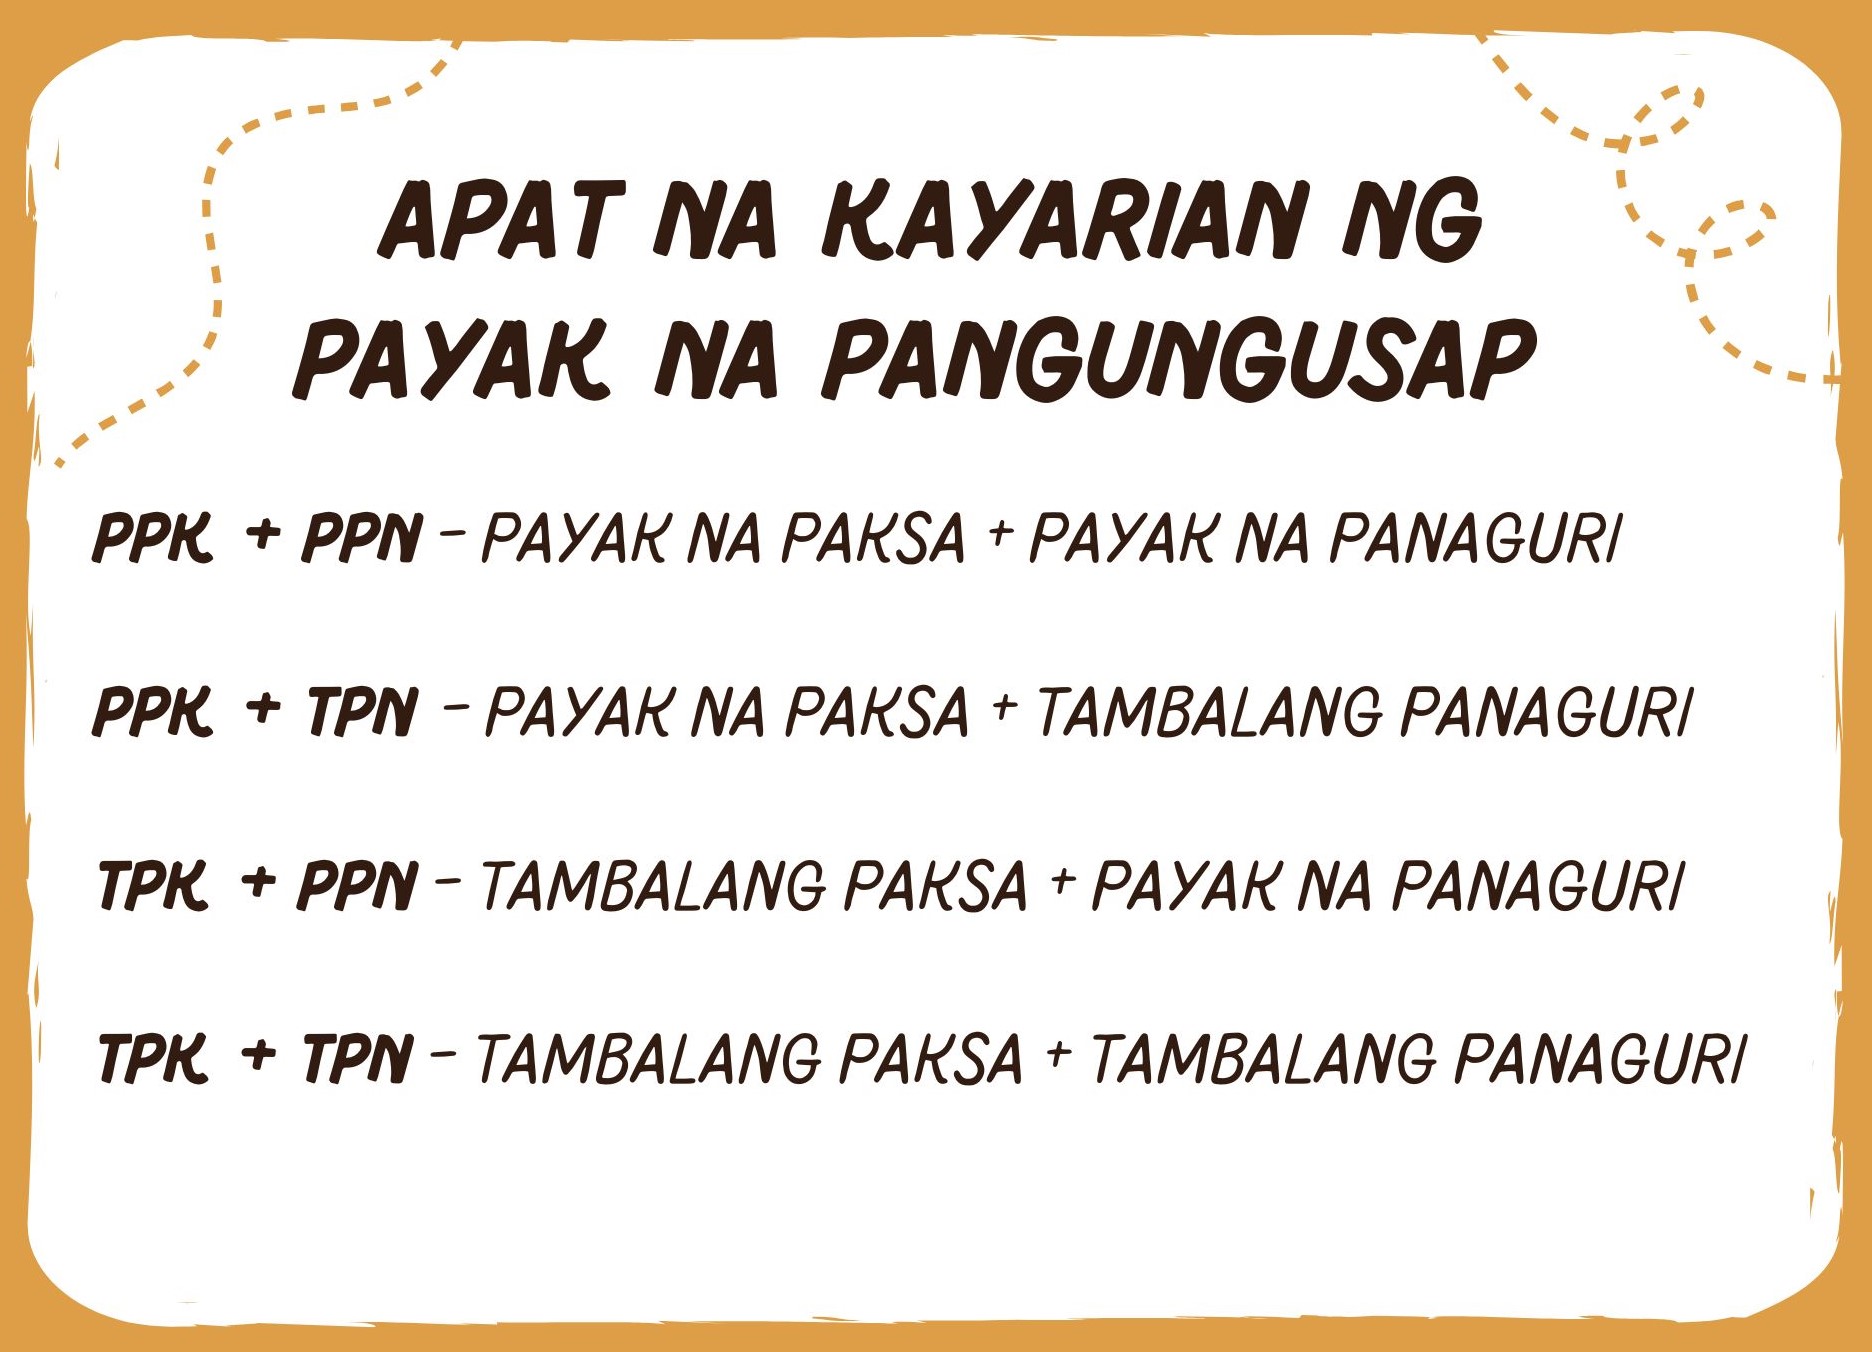 APAT NA KAYARIAN NG
PAYAK NA PANGUNGUSAP
PPK + PPN - PAYAK NA PAKSA + PAYAK NA PANAGURI
PPK + TPN - PAYAK NA PAKSA + TAMBALANG PANAGURI
TPK + PPN - TAMBALANG PAKSA + PAYAK NA PANAGURI
TPK + TPN - TAMBALANG PAKSA + TAMBALANG PANAGURI